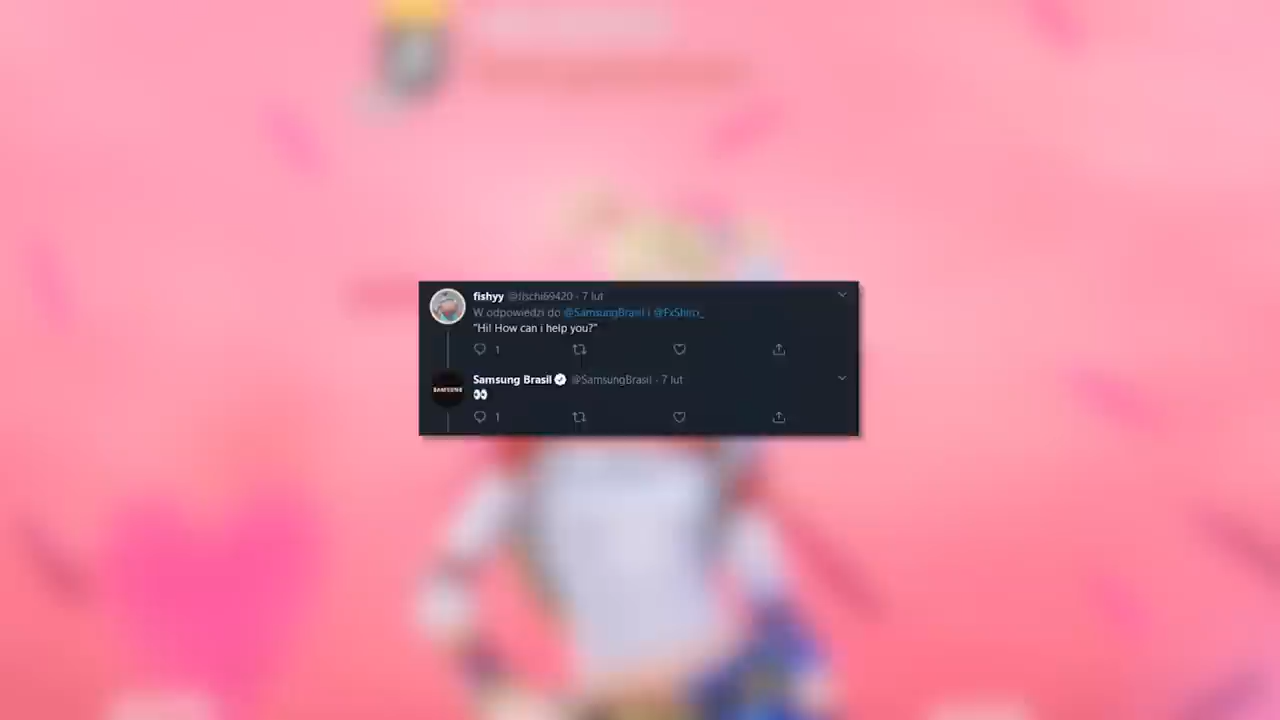 fishyy @fischi69420 · 7 lut
W odpowiedzi do @SamsungBrasil i @FxShiro_
"Hi! How can i help you?"
1
SAMSUNG
Samsung Brasil @SamsungBrasil · 7 lut
👀
1